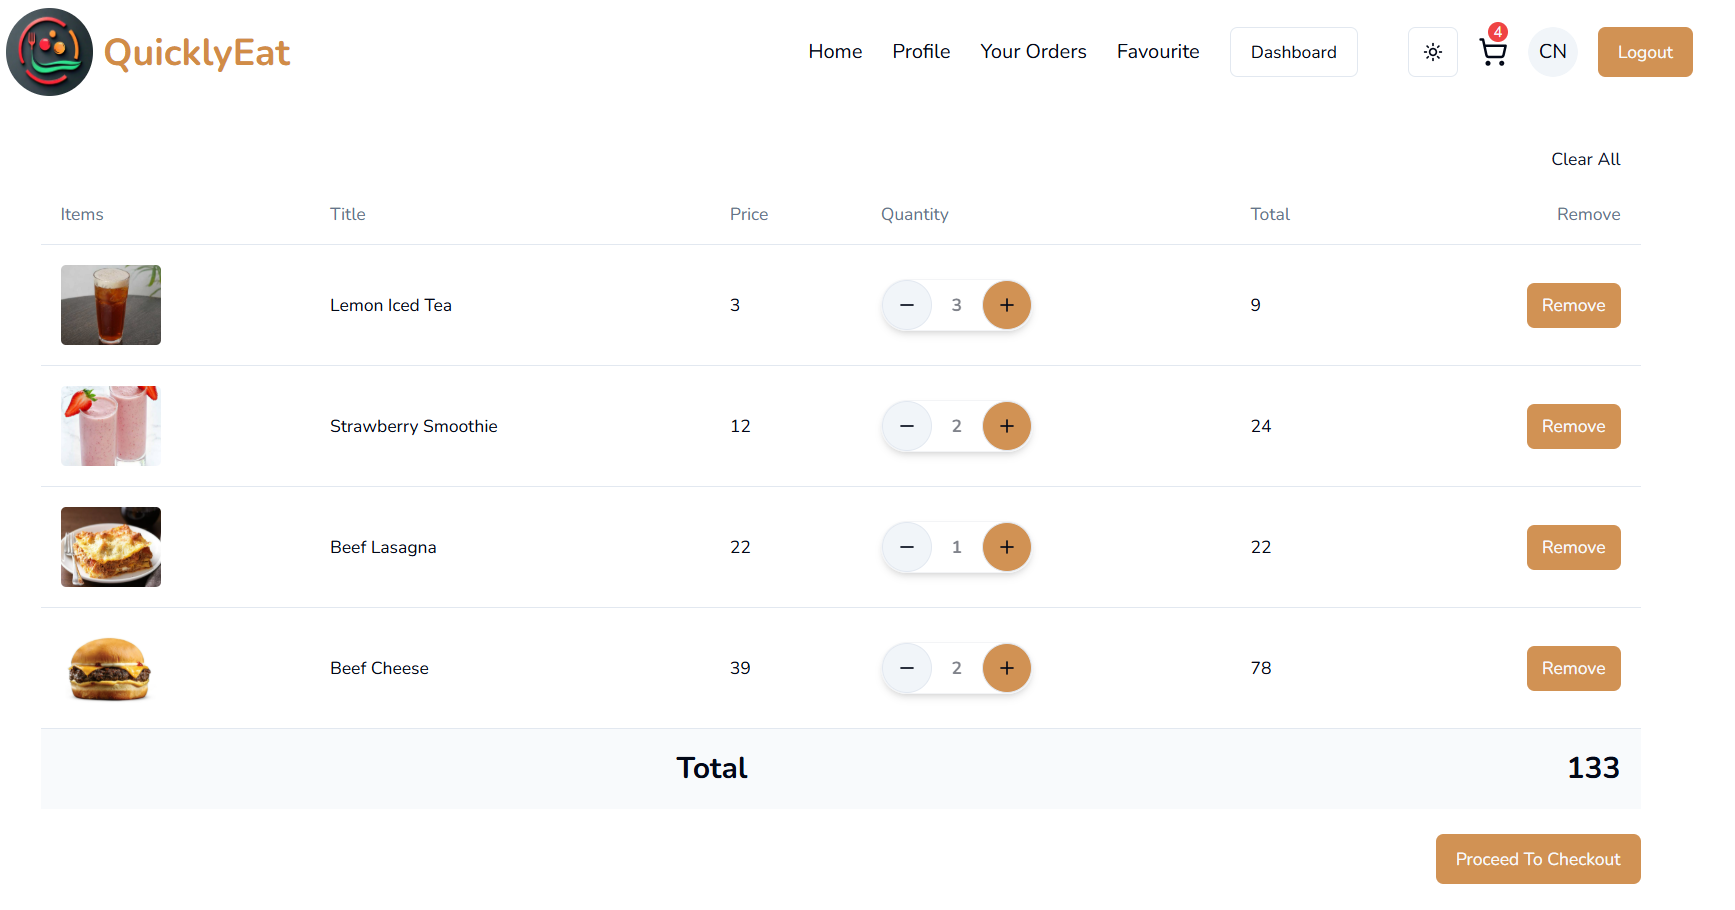 QuicklyEat
Home Profile Your Orders Favourite Dashboard 4 CN Logout
Clear All
Items Title Price Quantity Total Remove
Lemon Iced Tea 3 − 3 + 9 Remove
Strawberry Smoothie 12 − 2 + 24 Remove
Beef Lasagna 22 − 1 + 22 Remove
Beef Cheese 39 − 2 + 78 Remove
Total 133
Proceed To Checkout